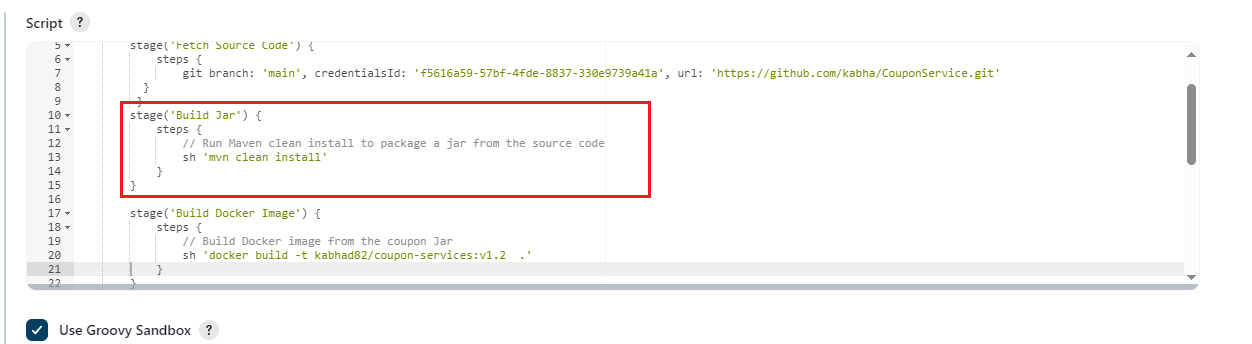 Script ?
5 stage('Fetch Source Code') {
6 steps {
7 git branch: 'main', credentialsId: 'f5616a59-57bf-4fde-8837-330e9739a41a', url: 'https://github.com/kabha/CouponService.git'
8 }
9 }
10 stage('Build Jar') {
11 steps {
12 // Run Maven clean install to package a jar from the source code
13 sh 'mvn clean install'
14 }
15 }
16
17 stage('Build Docker Image') {
18 steps {
19 // Build Docker image from the coupon Jar
20 sh 'docker build -t kabhad82/coupon-services:v1.2  .'
21 }
22 }
Use Groovy Sandbox ?